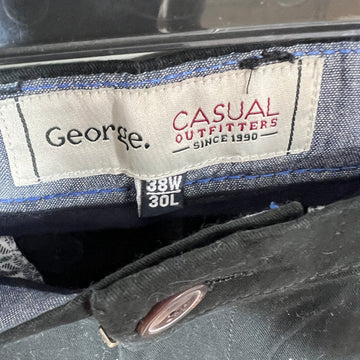 George.
CASUAL
OUTFITTERS
SINCE 1990
38W
30L